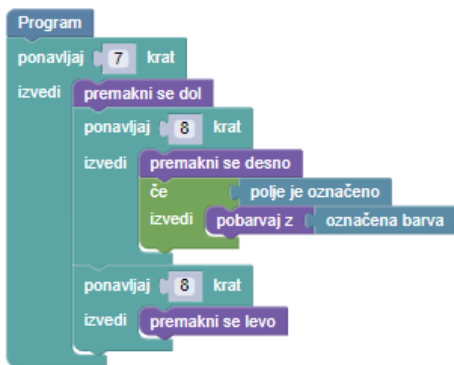 Program
ponavljaj 7 krat
izvedi premakni se dol
ponavljaj 8 krat
izvedi premakni se desno
če polje je označeno
izvedi pobarvaj z označena barva
ponavljaj 8 krat
izvedi premakni se levo